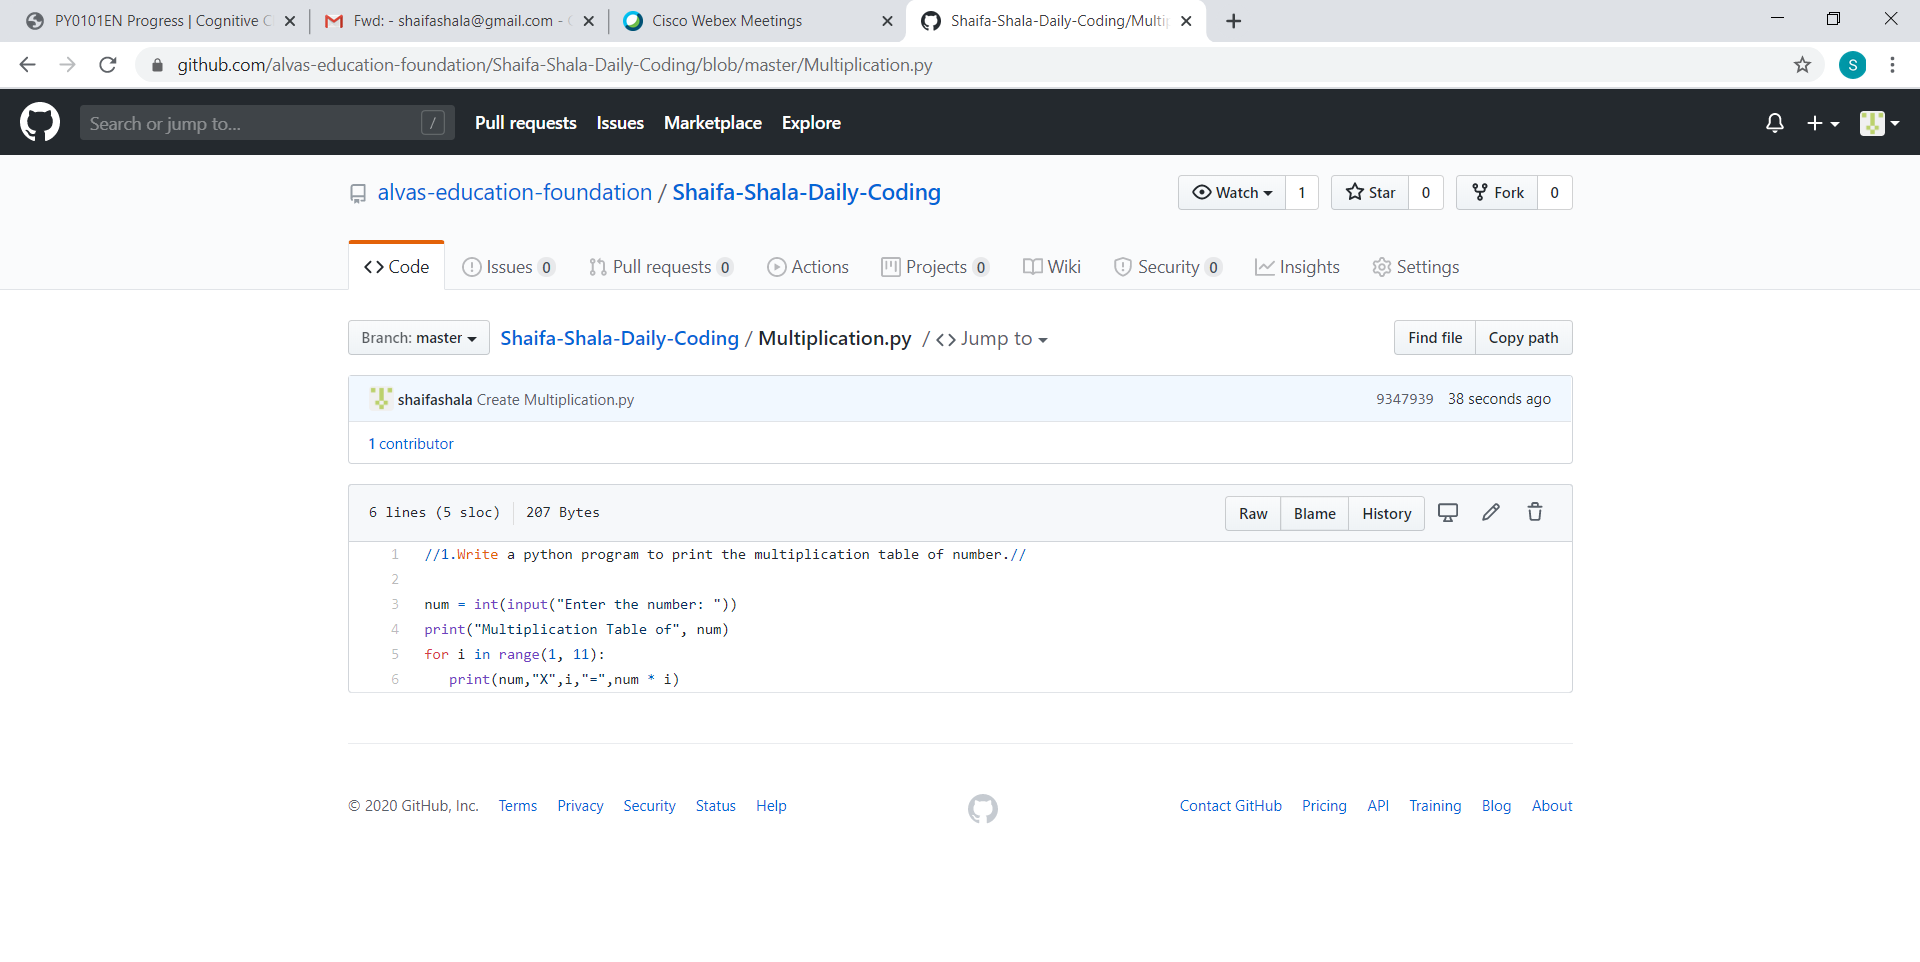 PY0101EN Progress | Cognitive C
Fwd: - shaifashala@gmail.com -
Cisco Webex Meetings
Shaifa-Shala-Daily-Coding/Multip
github.com/alvas-education-foundation/Shaifa-Shala-Daily-Coding/blob/master/Multiplication.py
S
Search or jump to...
/
Pull requests
Issues
Marketplace
Explore
alvas-education-foundation / Shaifa-Shala-Daily-Coding
Watch 1
Star 0
Fork 0
Code
Issues 0
Pull requests 0
Actions
Projects 0
Wiki
Security 0
Insights
Settings
Branch: master
Shaifa-Shala-Daily-Coding / Multiplication.py / <> Jump to
Find file
Copy path
shaifashala Create Multiplication.py
9347939 38 seconds ago
1 contributor
6 lines (5 sloc) 207 Bytes
Raw
Blame
History
1 //1.Write a python program to print the multiplication table of number.//
2
3 num = int(input("Enter the number: "))
4 print("Multiplication Table of", num)
5 for i in range(1, 11):
6    print(num,"X",i,"=",num * i)
© 2020 GitHub, Inc.
Terms
Privacy
Security
Status
Help
Contact GitHub
Pricing
API
Training
Blog
About